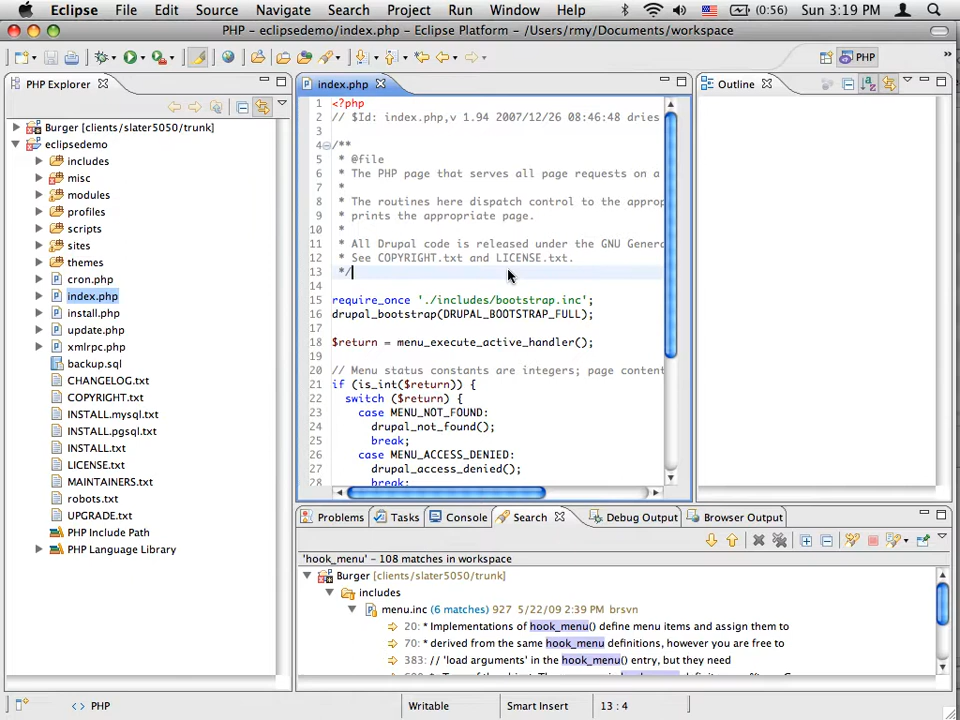 Eclipse File Edit Source Navigate Search Project Run Window Help (0:56) Sun 3:19 PM
PHP - eclipsedemo/index.php - Eclipse Platform - /Users/rmy/Documents/workspace
PHP
PHP Explorer
Burger [clients/slater5050/trunk]
eclipsedemo
includes
misc
modules
profiles
scripts
sites
themes
cron.php
index.php
install.php
update.php
xmlrpc.php
backup.sql
CHANGELOG.txt
COPYRIGHT.txt
INSTALL.mysql.txt
INSTALL.pgsql.txt
INSTALL.txt
LICENSE.txt
MAINTAINERS.txt
robots.txt
UPGRADE.txt
PHP Include Path
PHP Language Library
index.php
1 <?php
2 // $Id: index.php,v 1.94 2007/12/26 08:46:48 dries
3
4 /**
5 * @file
6 * The PHP page that serves all page requests on a
7 *
8 * The routines here dispatch control to the approp
9 * prints the appropriate page.
10 *
11 * All Drupal code is released under the GNU Genera
12 * See COPYRIGHT.txt and LICENSE.txt.
13 */
14
15 require_once './includes/bootstrap.inc';
16 drupal_bootstrap(DRUPAL_BOOTSTRAP_FULL);
17
18 $return = menu_execute_active_handler();
19
20 // Menu status constants are integers; page content
21 if (is_int($return)) {
22 switch ($return) {
23 case MENU_NOT_FOUND:
24 drupal_not_found();
25 break;
26 case MENU_ACCESS_DENIED:
27 drupal_access_denied();
28 break;
Outline
Problems Tasks Console Search Debug Output Browser Output
'hook_menu' - 108 matches in workspace
Burger [clients/slater5050/trunk]
includes
menu.inc (6 matches) 927 5/22/09 2:39 PM brsvn
20: * Implementations of hook_menu() define menu items and assign them to
70: * derived from the same hook_menu definitions, however you are free to
383: // 'load arguments' in the hook_menu() entry, but they need
PHP Writable Smart Insert 13 : 4